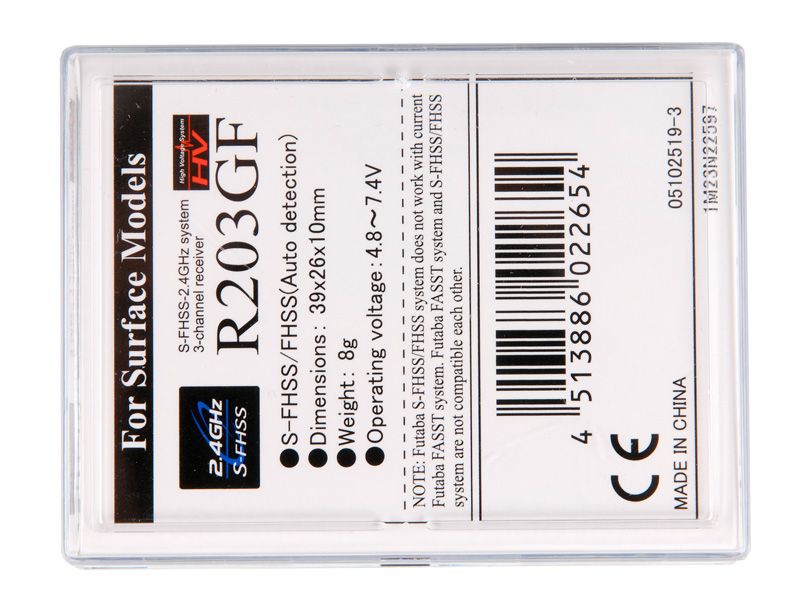 For Surface Models
2.4GHz
S-FHSS
S-FHSS-2.4GHz system
3-channel receiver
High Voltage System
HV
R203GF
●S-FHSS/FHSS(Auto detection)
●Dimensions: 39x26x10mm
●Weight: 8g
●Operating voltage:4.8～7.4V
NOTE: Futaba S-FHSS/FHSS system does not work with current
Futaba FASST system. Futaba FASST system and S-FHSS/FHSS
system are not compatible each other.
4 513886 022654
CE
MADE IN CHINA
05102519-3
1M23N22597